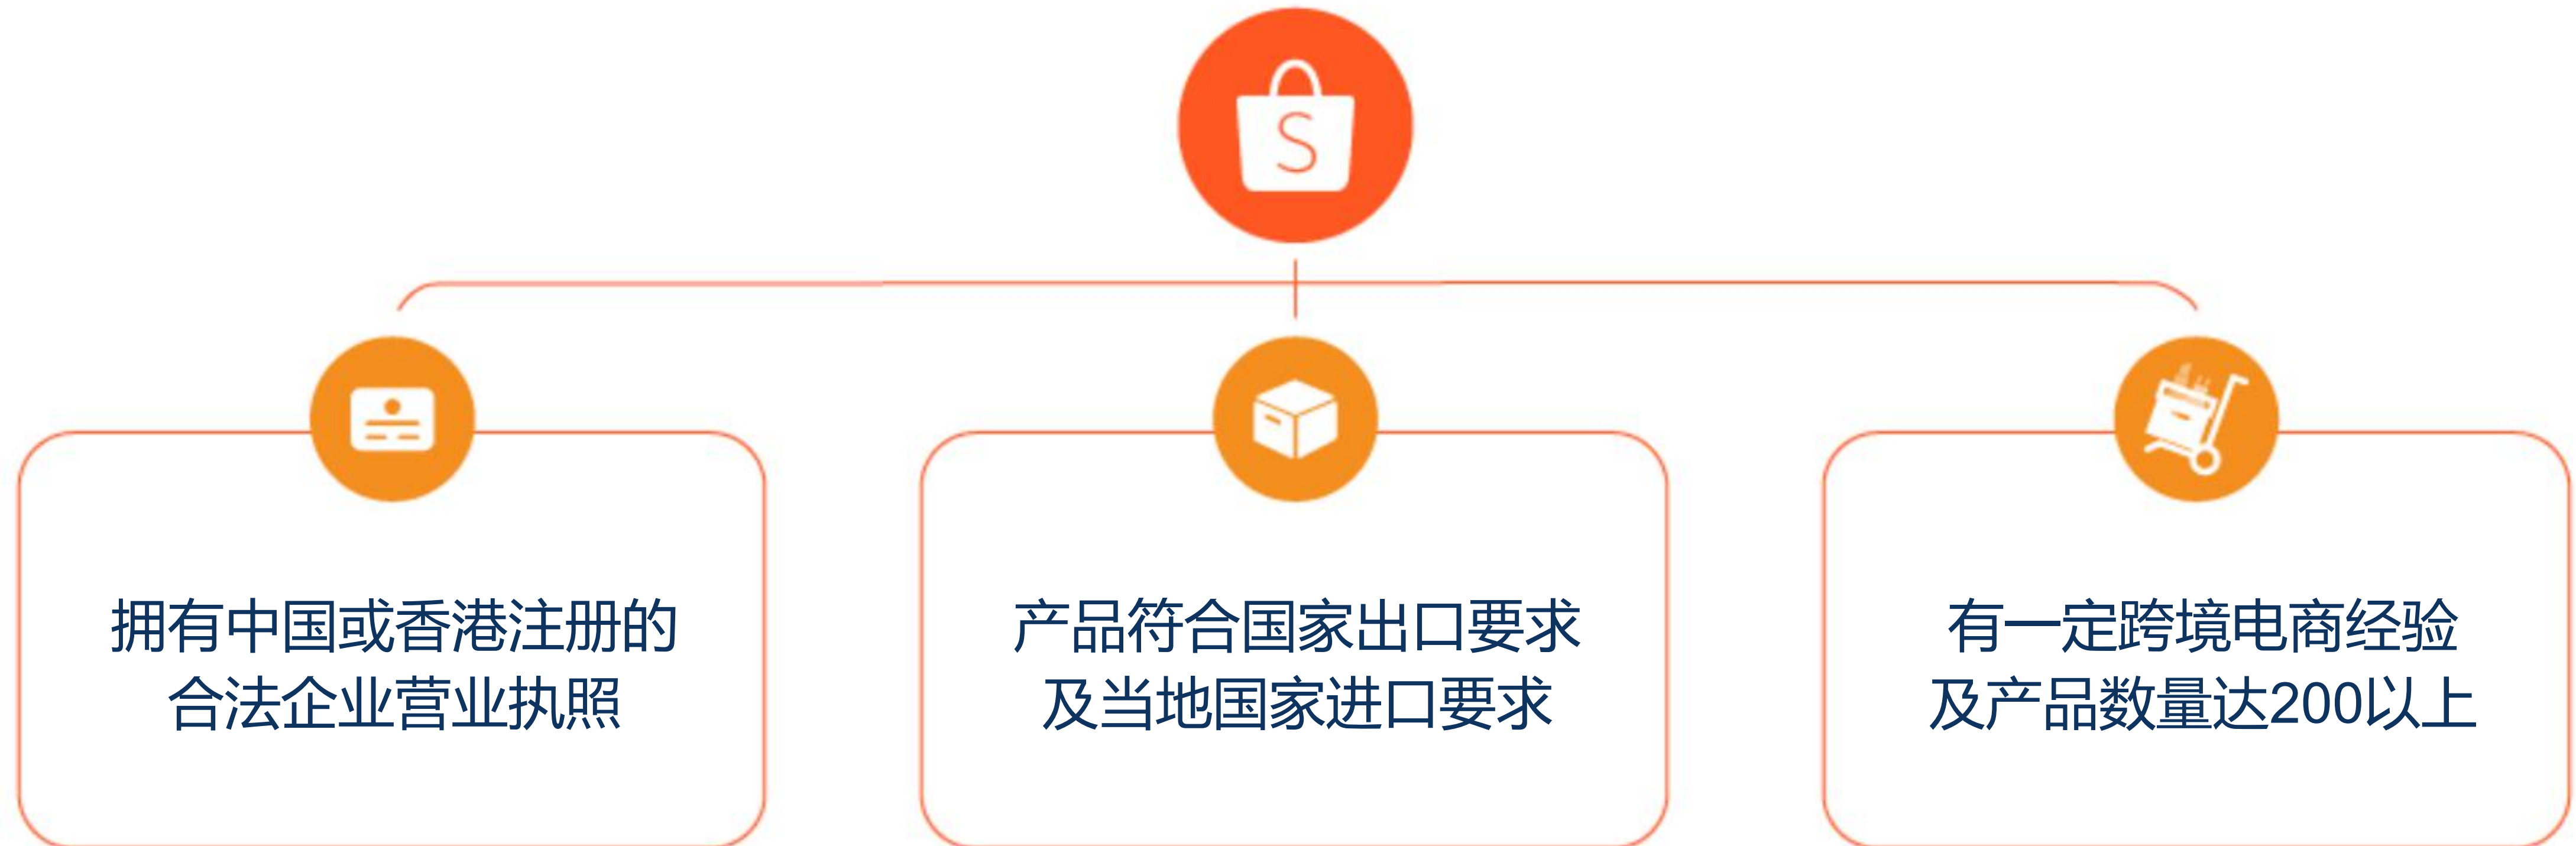 S
拥有中国或香港注册的
合法企业营业执照
产品符合国家出口要求
及当地国家进口要求
有一定跨境电商经验
及产品数量达200以上